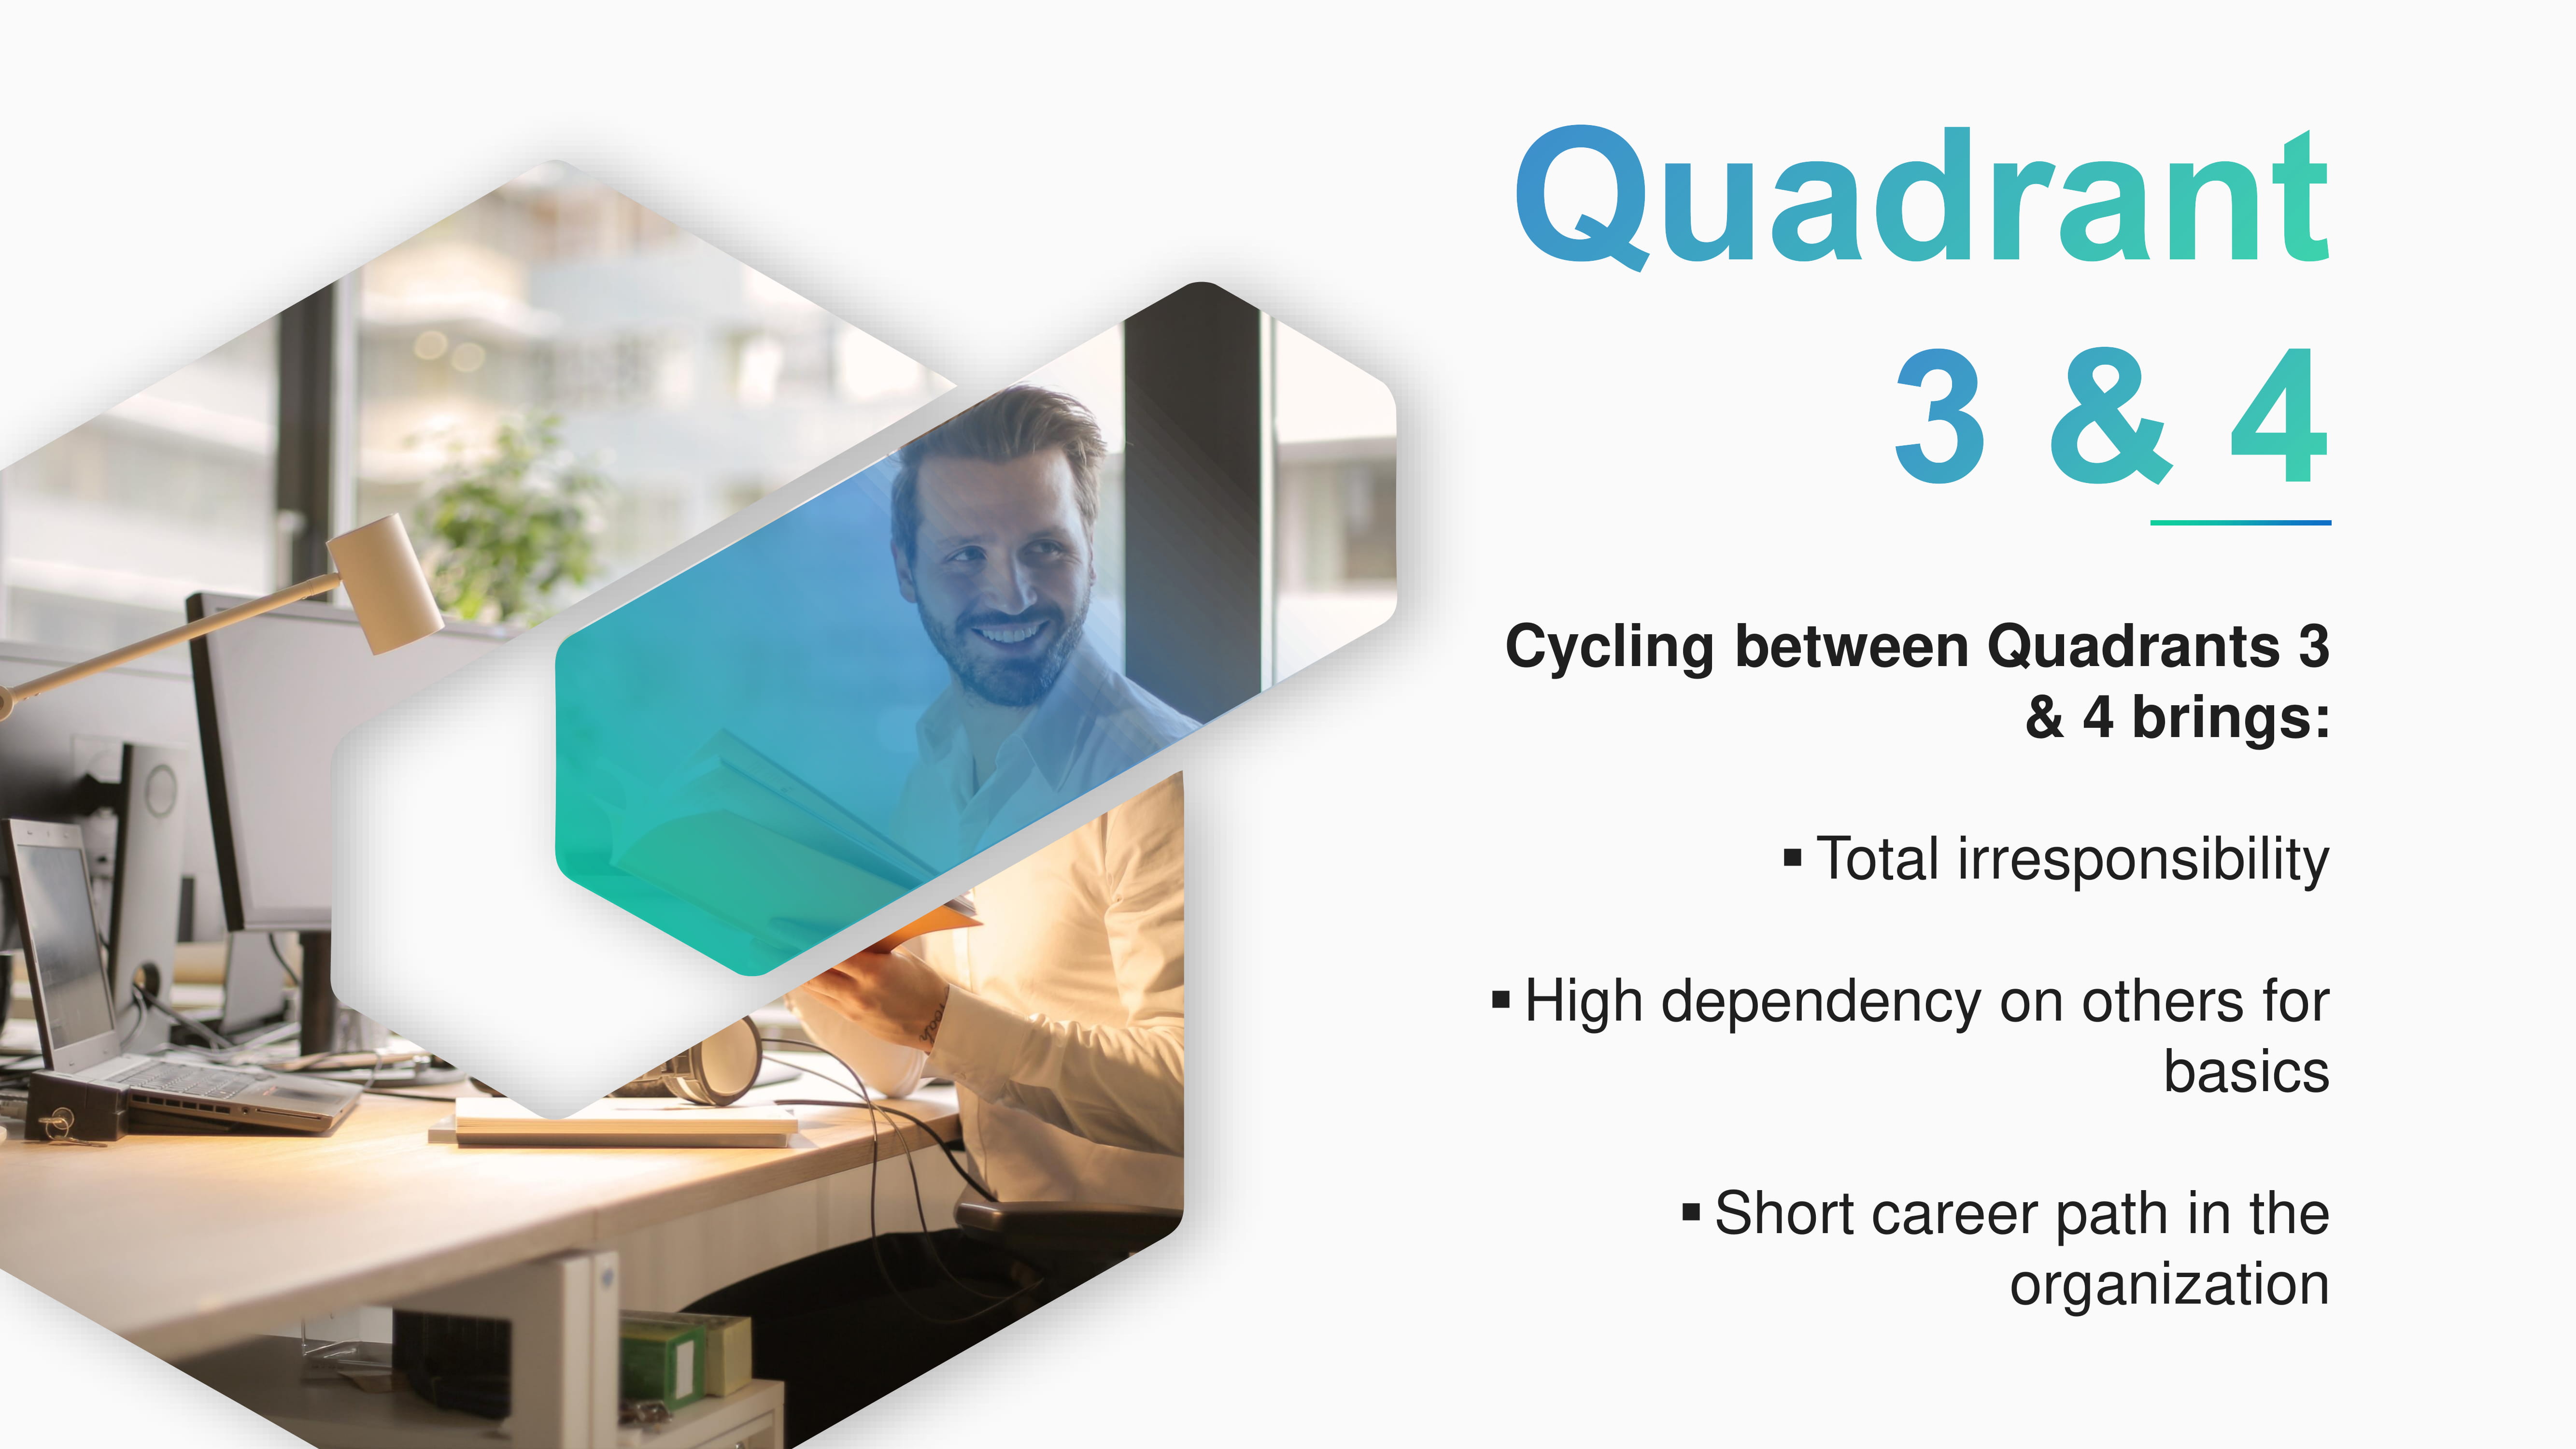 Quadrant
3 & 4
Cycling between Quadrants 3
& 4 brings:
▪ Total irresponsibility
▪ High dependency on others for
basics
▪ Short career path in the
organization